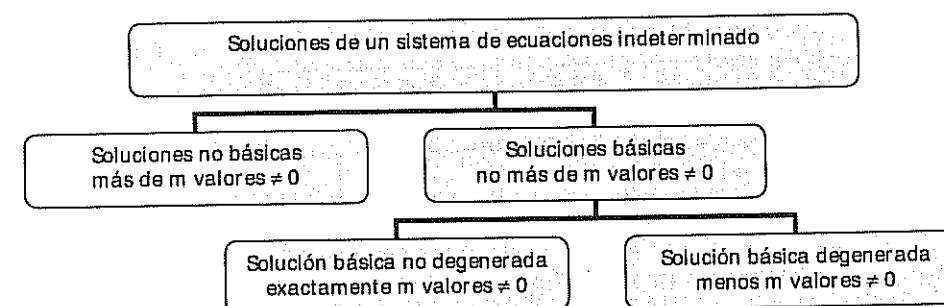 Soluciones de un sistema de ecuaciones indeterminado
Soluciones no básicas
más de m valores ≠ 0
Soluciones básicas
no más de m valores ≠ 0
Solución básica no degenerada
exactamente m valores ≠ 0
Solución básica degenerada
menos m valores ≠ 0